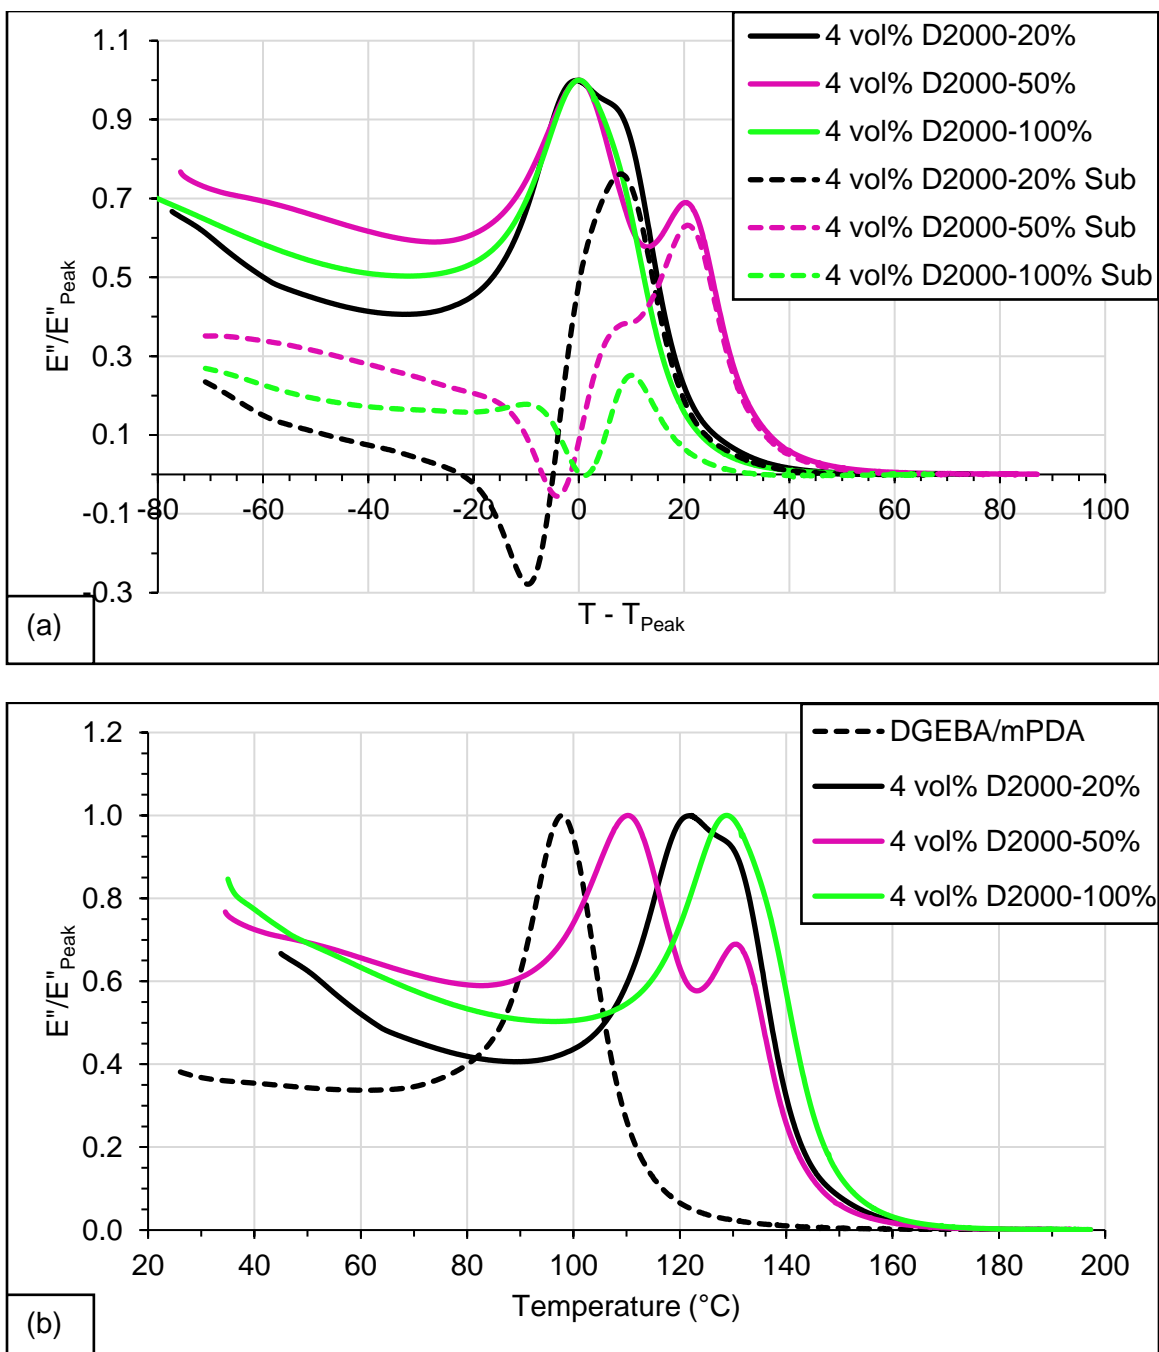 1.1
0.9
0.7
0.5
0.3
0.1
-0.1
-0.3
E"/E"Peak
-80 -60 -40 -20 0 20 40 60 80 100
T - TPeak
4 vol% D2000-20%
4 vol% D2000-50%
4 vol% D2000-100%
4 vol% D2000-20% Sub
4 vol% D2000-50% Sub
4 vol% D2000-100% Sub
(a)
1.2
1.0
0.8
0.6
0.4
0.2
0.0
E"/E"Peak
20 40 60 80 100 120 140 160 180 200
Temperature (°C)
DGEBA/mPDA
4 vol% D2000-20%
4 vol% D2000-50%
4 vol% D2000-100%
(b)